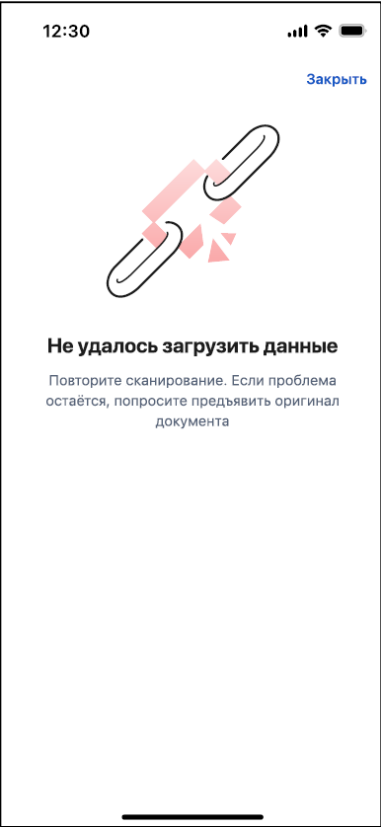 12:30
Закрыть
Не удалось загрузить данные
Повторите сканирование. Если проблема
остаётся, попросите предъявить оригинал
документа